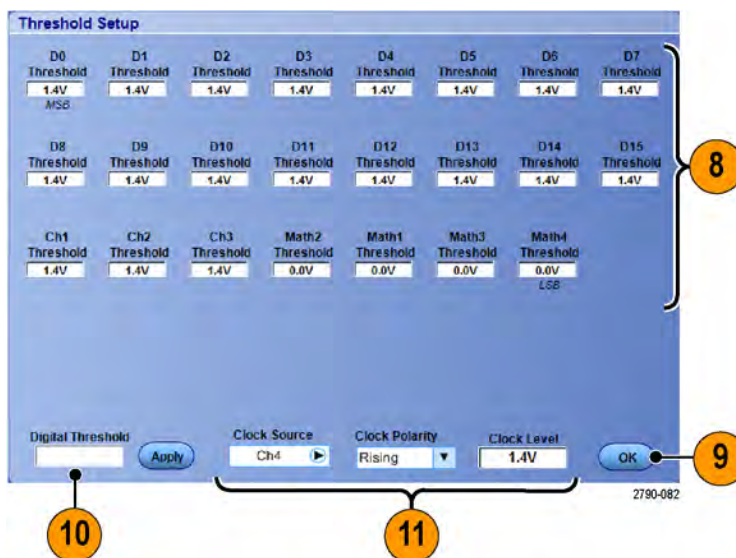 Threshold Setup
D0 D1 D2 D3 D4 D5 D6 D7
Threshold Threshold Threshold Threshold Threshold Threshold Threshold Threshold
1.4V 1.4V 1.4V 1.4V 1.4V 1.4V 1.4V 1.4V
MSB
8
D8 D9 D10 D11 D12 D13 D14 D15
Threshold Threshold Threshold Threshold Threshold Threshold Threshold Threshold
1.4V 1.4V 1.4V 1.4V 1.4V 1.4V 1.4V 1.4V
Ch1 Ch2 Ch3 Math2 Math1 Math3 Math4
Threshold Threshold Threshold Threshold Threshold Threshold Threshold
1.4V 1.4V 1.4V 0.0V 0.0V 0.0V 0.0V
LSB
Digital Threshold Clock Source Clock Polarity Clock Level
Apply Ch4 Rising 1.4V OK 9
2790-082
10 11